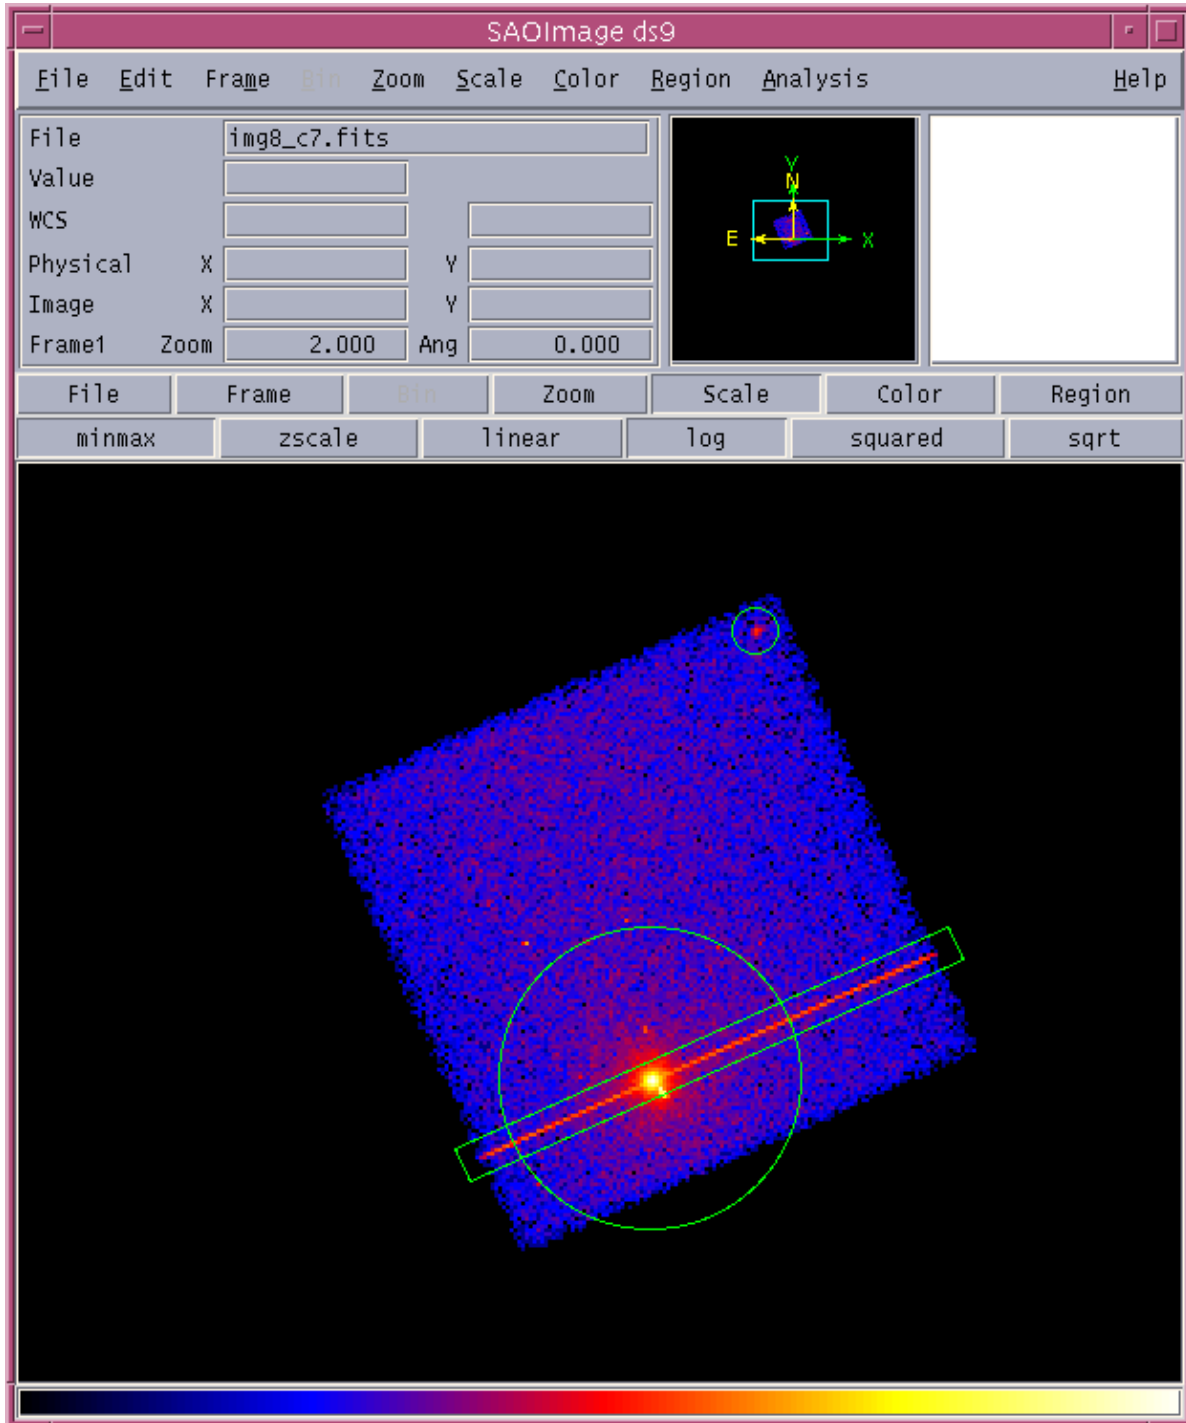 SAOImage ds9
File Edit Frame Bin Zoom Scale Color Region Analysis Help
File img8_c7.fits
Value
WCS
Physical X Y
Image X Y
Frame1 Zoom 2.000 Ang 0.000
Y
N
E X
File Frame Bin Zoom Scale Color Region
minmax zscale linear log squared sqrt